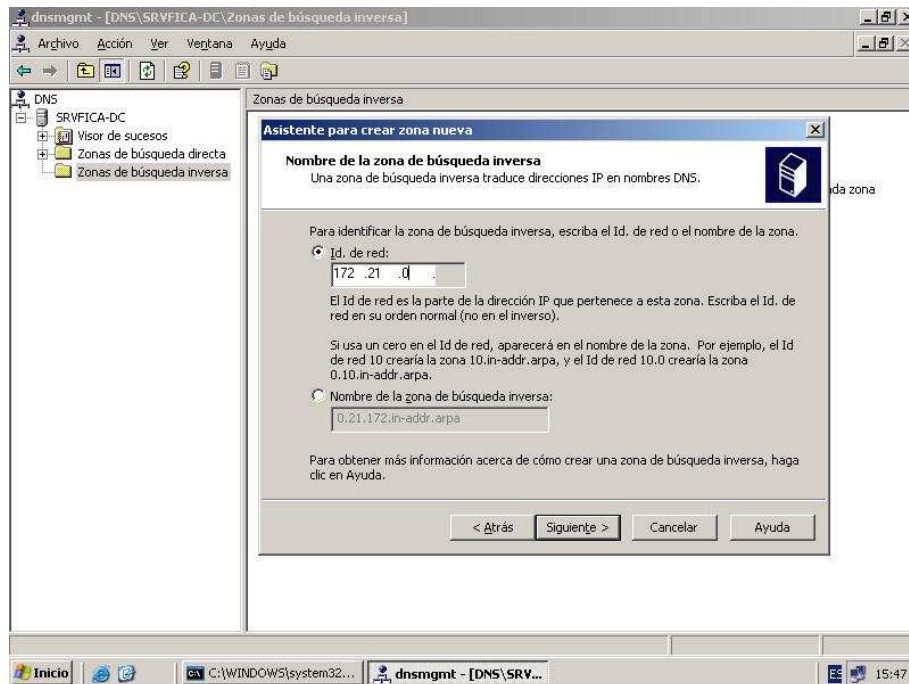 dnsmgmt - [DNS\SRVFICA-DC\Zonas de búsqueda inversa]
Archivo Acción Ver Ventana Ayuda
DNS
SRVFICA-DC
Visor de sucesos
Zonas de búsqueda directa
Zonas de búsqueda inversa
Zonas de búsqueda inversa
ada zona
Asistente para crear zona nueva
Nombre de la zona de búsqueda inversa
Una zona de búsqueda inversa traduce direcciones IP en nombres DNS.
Para identificar la zona de búsqueda inversa, escriba el Id. de red o el nombre de la zona.
Id. de red:
172 .21 .0 .
El Id de red es la parte de la dirección IP que pertenece a esta zona. Escriba el Id. de
red en su orden normal (no en el inverso).
Si usa un cero en el Id de red, aparecerá en el nombre de la zona. Por ejemplo, el Id
de red 10 crearía la zona 10.in-addr.arpa, y el Id de red 10.0 crearía la zona
0.10.in-addr.arpa.
Nombre de la zona de búsqueda inversa:
0.21.172.in-addr.arpa
Para obtener más información acerca de cómo crear una zona de búsqueda inversa, haga
clic en Ayuda.
< Atrás Siguiente > Cancelar Ayuda
Inicio C:\WINDOWS\system32... dnsmgmt - [DNS\SRV... ES 15:47